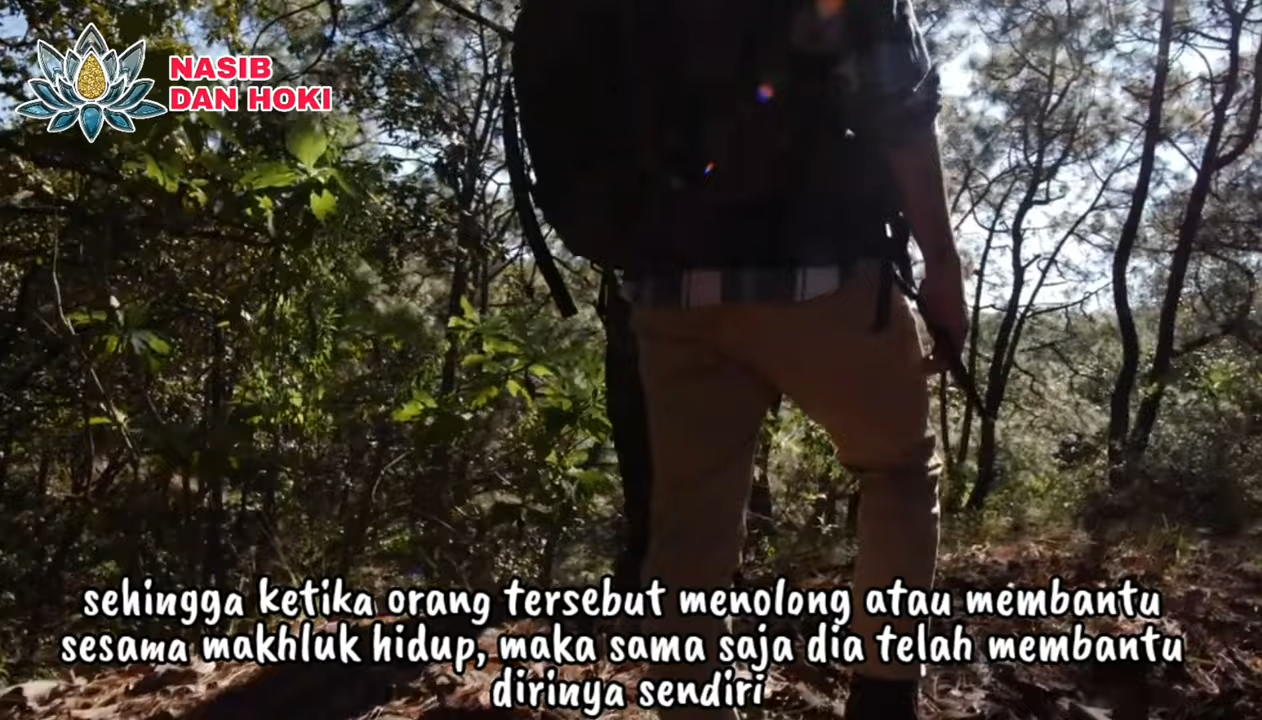 NASIB
DAN HOKI
sehingga ketika orang tersebut menolong atau membantu
sesama makhluk hidup, maka sama saja dia telah membantu
dirinya sendiri